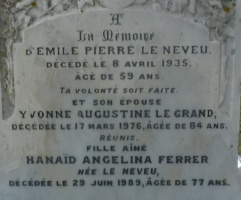 A
La Mémoire
D'EMILE PIERRE LE NEVEU.
DÉCÉDÉ LE 8 AVRIL 1935.
ÂGÉ DE 59 ANS.
TA VOLONTÉ SOIT FAITE.
ET SON ÉPOUSE
YVONNE AUGUSTINE LE GRAND,
DÉCÉDÉE LE 17 MARS 1976, ÂGÉE DE 84 ANS.
RÉUNIS.
FILLE AÎNÉ
HANAÏD ANGELINA FERRER
NÉE LE NEVEU,
DÉCÉDÉE LE 29 JUIN 1989, ÂGÉE DE 77 ANS.